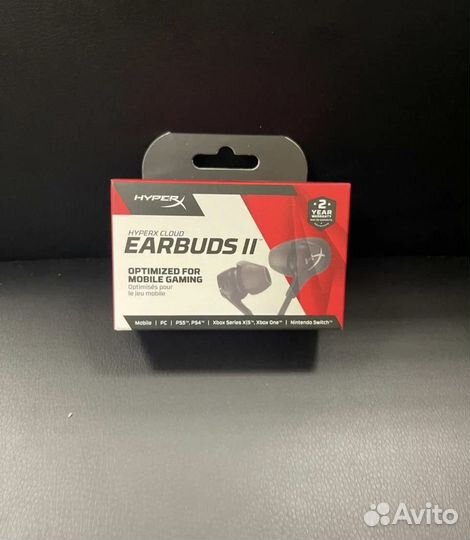 HYPERX
2
YEAR
WARRANTY
HYPERX CLOUD
EARBUDS II™
OPTIMIZED FOR
MOBILE GAMING
Optimisés pour
le jeu mobile
Mobile | PC | PS5™, PS4™ | Xbox Series X|S™, Xbox One™ | Nintendo Switch™
Avito